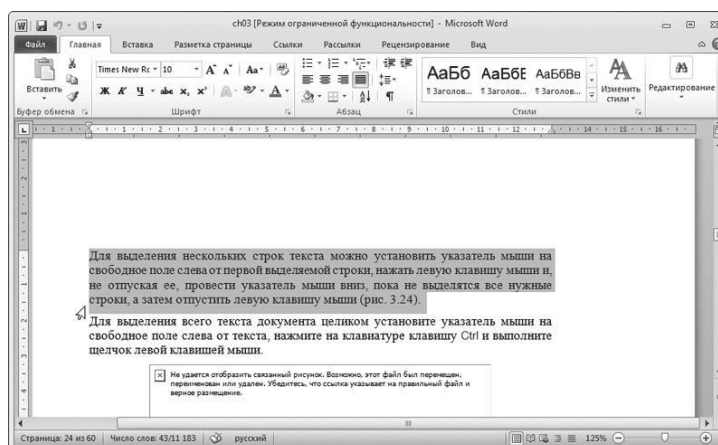 ch03 [Режим ограниченной функциональности] - Microsoft Word
Файл Главная Вставка Разметка страницы Ссылки Рассылки Рецензирование Вид
Times New Rc 10
Вставить
Ж К Ч abc x₂ x²
АаБб АаБбЕ АаБбВв
¶ Заголов... ¶ Заголов... ¶ Заголов...
Изменить стили
Редактирование
Буфер обмена Шрифт Абзац Стили
Для выделения нескольких строк текста можно установить указатель мыши на
свободное поле слева от первой выделяемой строки, нажать левую клавишу мыши и,
не отпуская ее, провести указатель мыши вниз, пока не выделятся все нужные
строки, а затем отпустить левую клавишу мыши (рис. 3.24).
Для выделения всего текста документа целиком установите указатель мыши на
свободное поле слева от текста, нажмите на клавиатуре клавишу Ctrl и выполните
щелчок левой клавишей мыши.
Не удается отобразить связанный рисунок. Возможно, этот файл был перемещен,
переименован или удален. Убедитесь, что ссылка указывает на правильный файл и
верное размещение.
Страница: 24 из 60 Число слов: 43/11 183 русский 125%